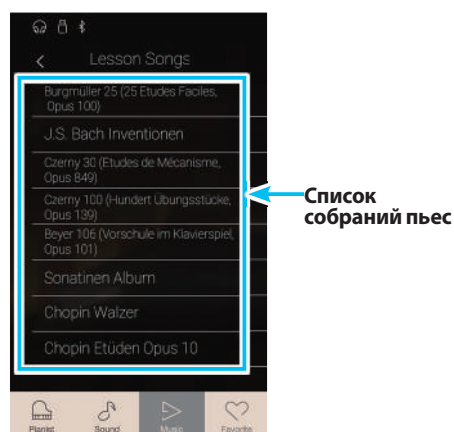 Lesson Songs
Burgmüller 25 (25 Etudes Faciles,
Opus 100)
J.S. Bach Inventionen
Czerny 30 (Etudes de Mécanisme,
Opus 849)
Czerny 100 (Hundert Übungsstücke,
Opus 139)
Beyer 106 (Vorschule im Klavierspiel,
Opus 101)
Sonatinen Album
Chopin Walzer
Chopin Etüden Opus 10
Список
собраний пьес
Pianist Sound Music Favorite